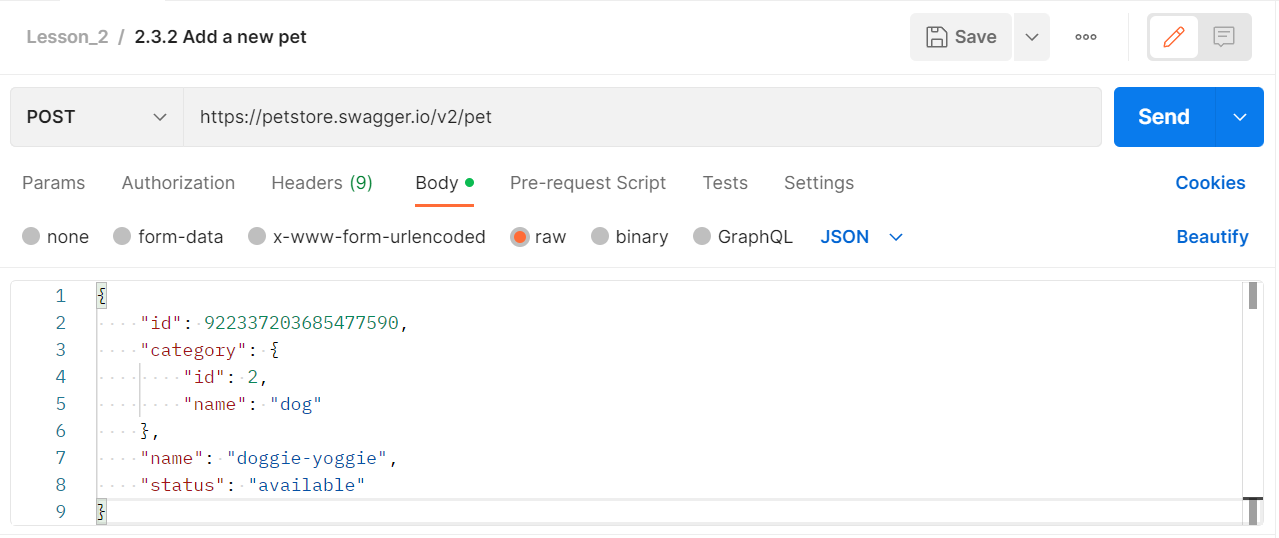 Lesson_2 / 2.3.2 Add a new pet
Save
POST
https://petstore.swagger.io/v2/pet
Send
Params Authorization Headers (9) Body Pre-request Script Tests Settings Cookies
none form-data x-www-form-urlencoded raw binary GraphQL JSON Beautify
1 {
2 "id": 922337203685477590,
3 "category": {
4 "id": 2,
5 "name": "dog"
6 },
7 "name": "doggie-yoggie",
8 "status": "available"
9 }